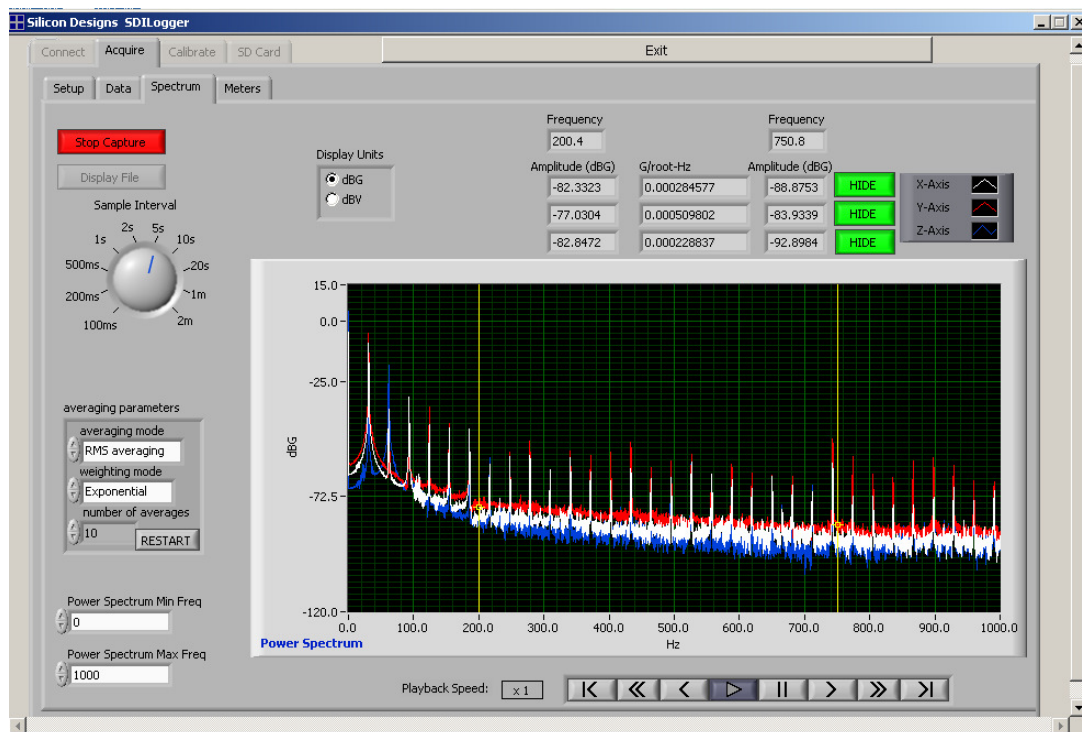 Silicon Designs SDILogger
Connect Acquire Calibrate SD Card Exit
Setup Data Spectrum Meters
Stop Capture
Display File
Sample Interval
2s 5s
1s 10s
500ms 20s
200ms 1m
100ms 2m
Display Units
dBG
dBV
Frequency Frequency
200.4 750.8
Amplitude (dBG) G/root-Hz Amplitude (dBG)
-82.3323 0.000284577 -88.8753 HIDE X-Axis
-77.0304 0.000509802 -83.9339 HIDE Y-Axis
-82.8472 0.000228837 -92.8984 HIDE Z-Axis
averaging parameters
averaging mode
RMS averaging
weighting mode
Exponential
number of averages
10 RESTART
Power Spectrum Min Freq
0
Power Spectrum Max Freq
1000
15.0
0.0
-25.0
dBG
-72.5
-120.0
0.0 100.0 200.0 300.0 400.0 500.0 600.0 700.0 800.0 900.0 1000.0
Power Spectrum Hz
Playback Speed: x 1